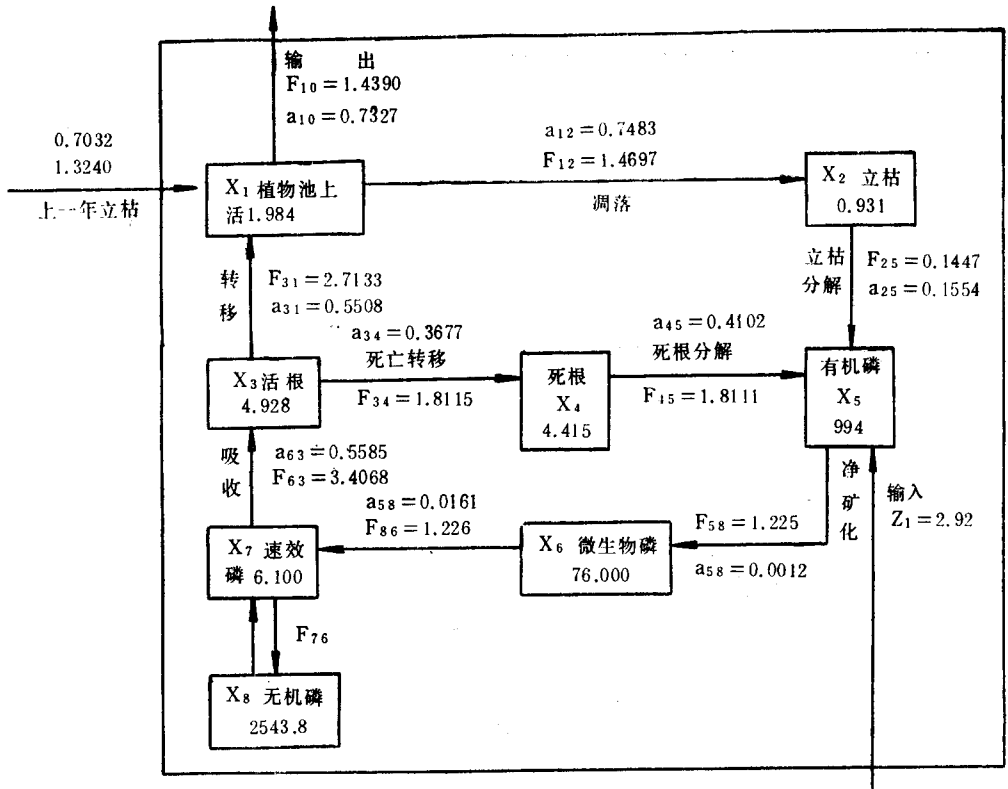 输 出
F₁₀=1.4390
a₁₀=0.7327
0.7032
1.3240
上一年立枯
a₁₂=0.7483
F₁₂=1.4697
凋落
X₁植物池上
活1.984
X₂ 立枯
0.931
转移
F₃₁=2.7133
a₃₁=0.5508
立枯
分解
F₂₅=0.1447
a₂₅=0.1554
a₃₄=0.3677
死亡转移
F₃₄=1.8115
a₄₅=0.4102
死根分解
F₄₅=1.8111
X₃活根
4.928
死根
X₄
4.415
有机磷
X₅
994
吸收
a₆₃=0.5585
F₆₃=3.4068
a₅₈=0.0161
F₈₆=1.226
F₅₈=1.225
a₅₈=0.0012
净矿化
输入
Z₁=2.92
X₇ 速效
磷6.100
X₆ 微生物磷
76.000
F₇₆
X₈ 无机磷
2543.8